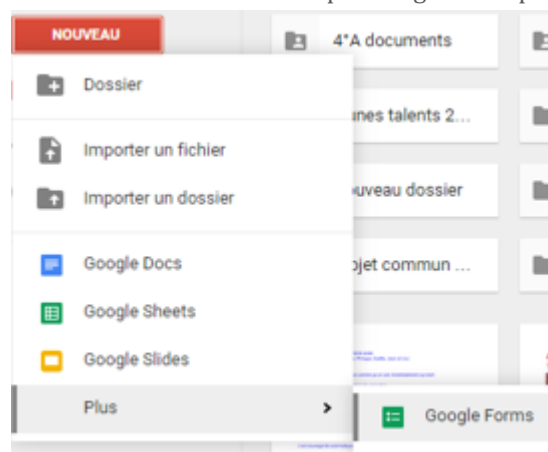 NOUVEAU
4°A documents
Dossier
unes talents 2...
Importer un fichier
Importer un dossier
uveau dossier
Google Docs
ojet commun ...
Google Sheets
Google Slides
Plus
Google Forms